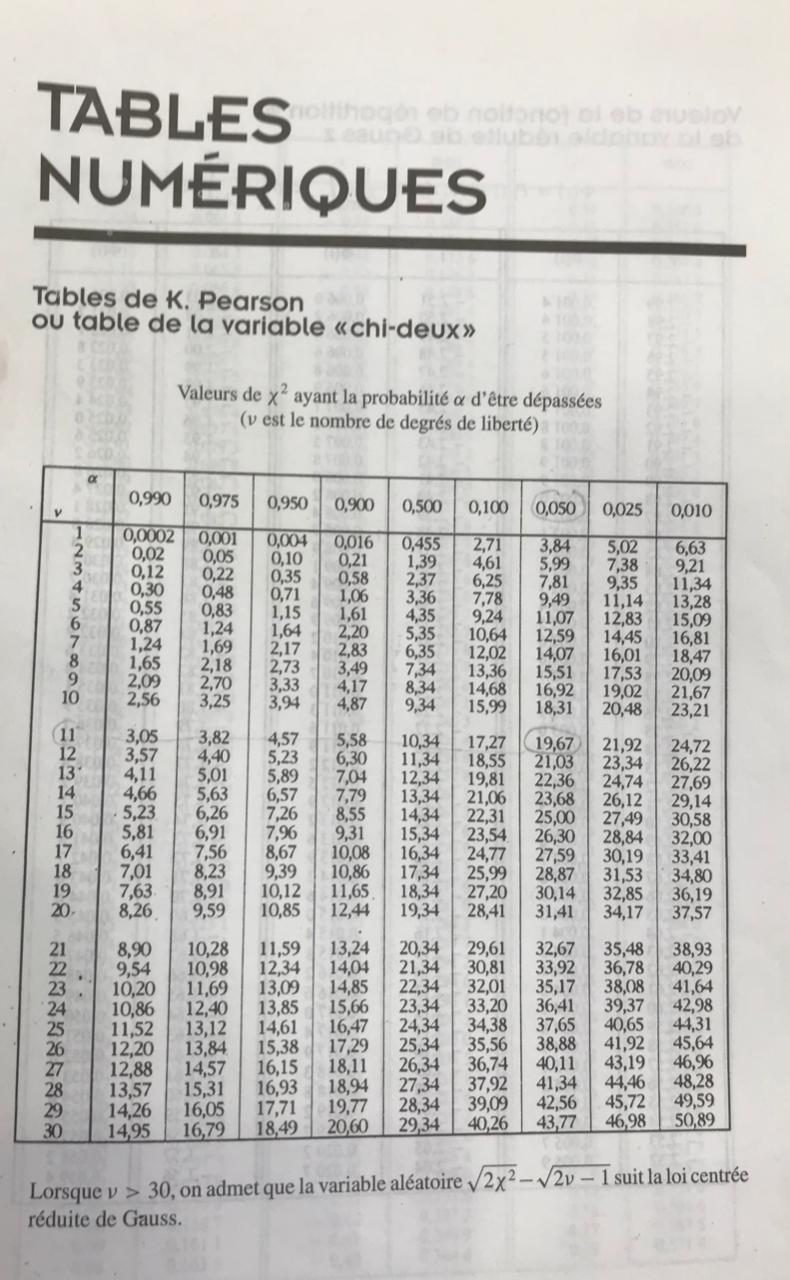 TABLES
NUMÉRIQUES
Tables de K. Pearson
ou table de la variable «chi-deux»
Valeurs de χ² ayant la probabilité α d'être dépassées
(ν est le nombre de degrés de liberté)
α
ν 0,990 0,975 0,950 0,900 0,500 0,100 0,050 0,025 0,010
1 0,0002 0,001 0,004 0,016 0,455 2,71 3,84 5,02 6,63
2 0,02 0,05 0,10 0,21 1,39 4,61 5,99 7,38 9,21
3 0,12 0,22 0,35 0,58 2,37 6,25 7,81 9,35 11,34
4 0,30 0,48 0,71 1,06 3,36 7,78 9,49 11,14 13,28
5 0,55 0,83 1,15 1,61 4,35 9,24 11,07 12,83 15,09
6 0,87 1,24 1,64 2,20 5,35 10,64 12,59 14,45 16,81
7 1,24 1,69 2,17 2,83 6,35 12,02 14,07 16,01 18,47
8 1,65 2,18 2,73 3,49 7,34 13,36 15,51 17,53 20,09
9 2,09 2,70 3,33 4,17 8,34 14,68 16,92 19,02 21,67
10 2,56 3,25 3,94 4,87 9,34 15,99 18,31 20,48 23,21
11 3,05 3,82 4,57 5,58 10,34 17,27 19,67 21,92 24,72
12 3,57 4,40 5,23 6,30 11,34 18,55 21,03 23,34 26,22
13 4,11 5,01 5,89 7,04 12,34 19,81 22,36 24,74 27,69
14 4,66 5,63 6,57 7,79 13,34 21,06 23,68 26,12 29,14
15 5,23 6,26 7,26 8,55 14,34 22,31 25,00 27,49 30,58
16 5,81 6,91 7,96 9,31 15,34 23,54 26,30 28,84 32,00
17 6,41 7,56 8,67 10,08 16,34 24,77 27,59 30,19 33,41
18 7,01 8,23 9,39 10,86 17,34 25,99 28,87 31,53 34,80
19 7,63 8,91 10,12 11,65 18,34 27,20 30,14 32,85 36,19
20 8,26 9,59 10,85 12,44 19,34 28,41 31,41 34,17 37,57
21 8,90 10,28 11,59 13,24 20,34 29,61 32,67 35,48 38,93
22 9,54 10,98 12,34 14,04 21,34 30,81 33,92 36,78 40,29
23 10,20 11,69 13,09 14,85 22,34 32,01 35,17 38,08 41,64
24 10,86 12,40 13,85 15,66 23,34 33,20 36,41 39,37 42,98
25 11,52 13,12 14,61 16,47 24,34 34,38 37,65 40,65 44,31
26 12,20 13,84 15,38 17,29 25,34 35,56 38,88 41,92 45,64
27 12,88 14,57 16,15 18,11 26,34 36,74 40,11 43,19 46,96
28 13,57 15,31 16,93 18,94 27,34 37,92 41,34 44,46 48,28
29 14,26 16,05 17,71 19,77 28,34 39,09 42,56 45,72 49,59
30 14,95 16,79 18,49 20,60 29,34 40,26 43,77 46,98 50,89
Lorsque ν > 30, on admet que la variable aléatoire √2χ² − √2ν − 1 suit la loi centrée
réduite de Gauss.